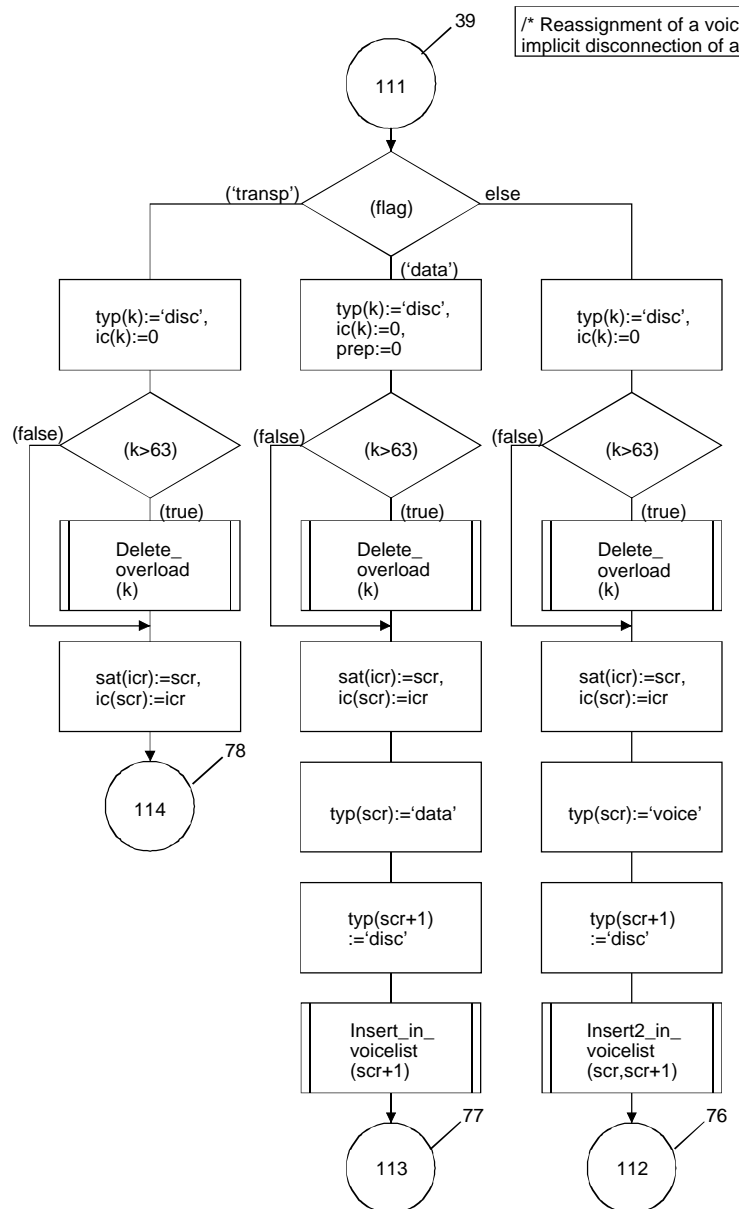 39
/* Reassignment of a voic
implicit disconnection of a
111
(‘transp’)
(flag)
else
(‘data’)
typ(k):=‘disc’,
ic(k):=0
typ(k):=‘disc’,
ic(k):=0,
prep:=0
typ(k):=‘disc’,
ic(k):=0
(false)
(k>63)
(false)
(k>63)
(false)
(k>63)
(true)
(true)
(true)
Delete_
overload
(k)
Delete_
overload
(k)
Delete_
overload
(k)
sat(icr):=scr,
ic(scr):=icr
sat(icr):=scr,
ic(scr):=icr
sat(icr):=scr,
ic(scr):=icr
78
114
typ(scr):=‘data’
typ(scr):=‘voice’
typ(scr+1)
:=‘disc’
typ(scr+1)
:=‘disc’
Insert_in_
voicelist
(scr+1)
Insert2_in_
voicelist
(scr,scr+1)
77
76
113
112